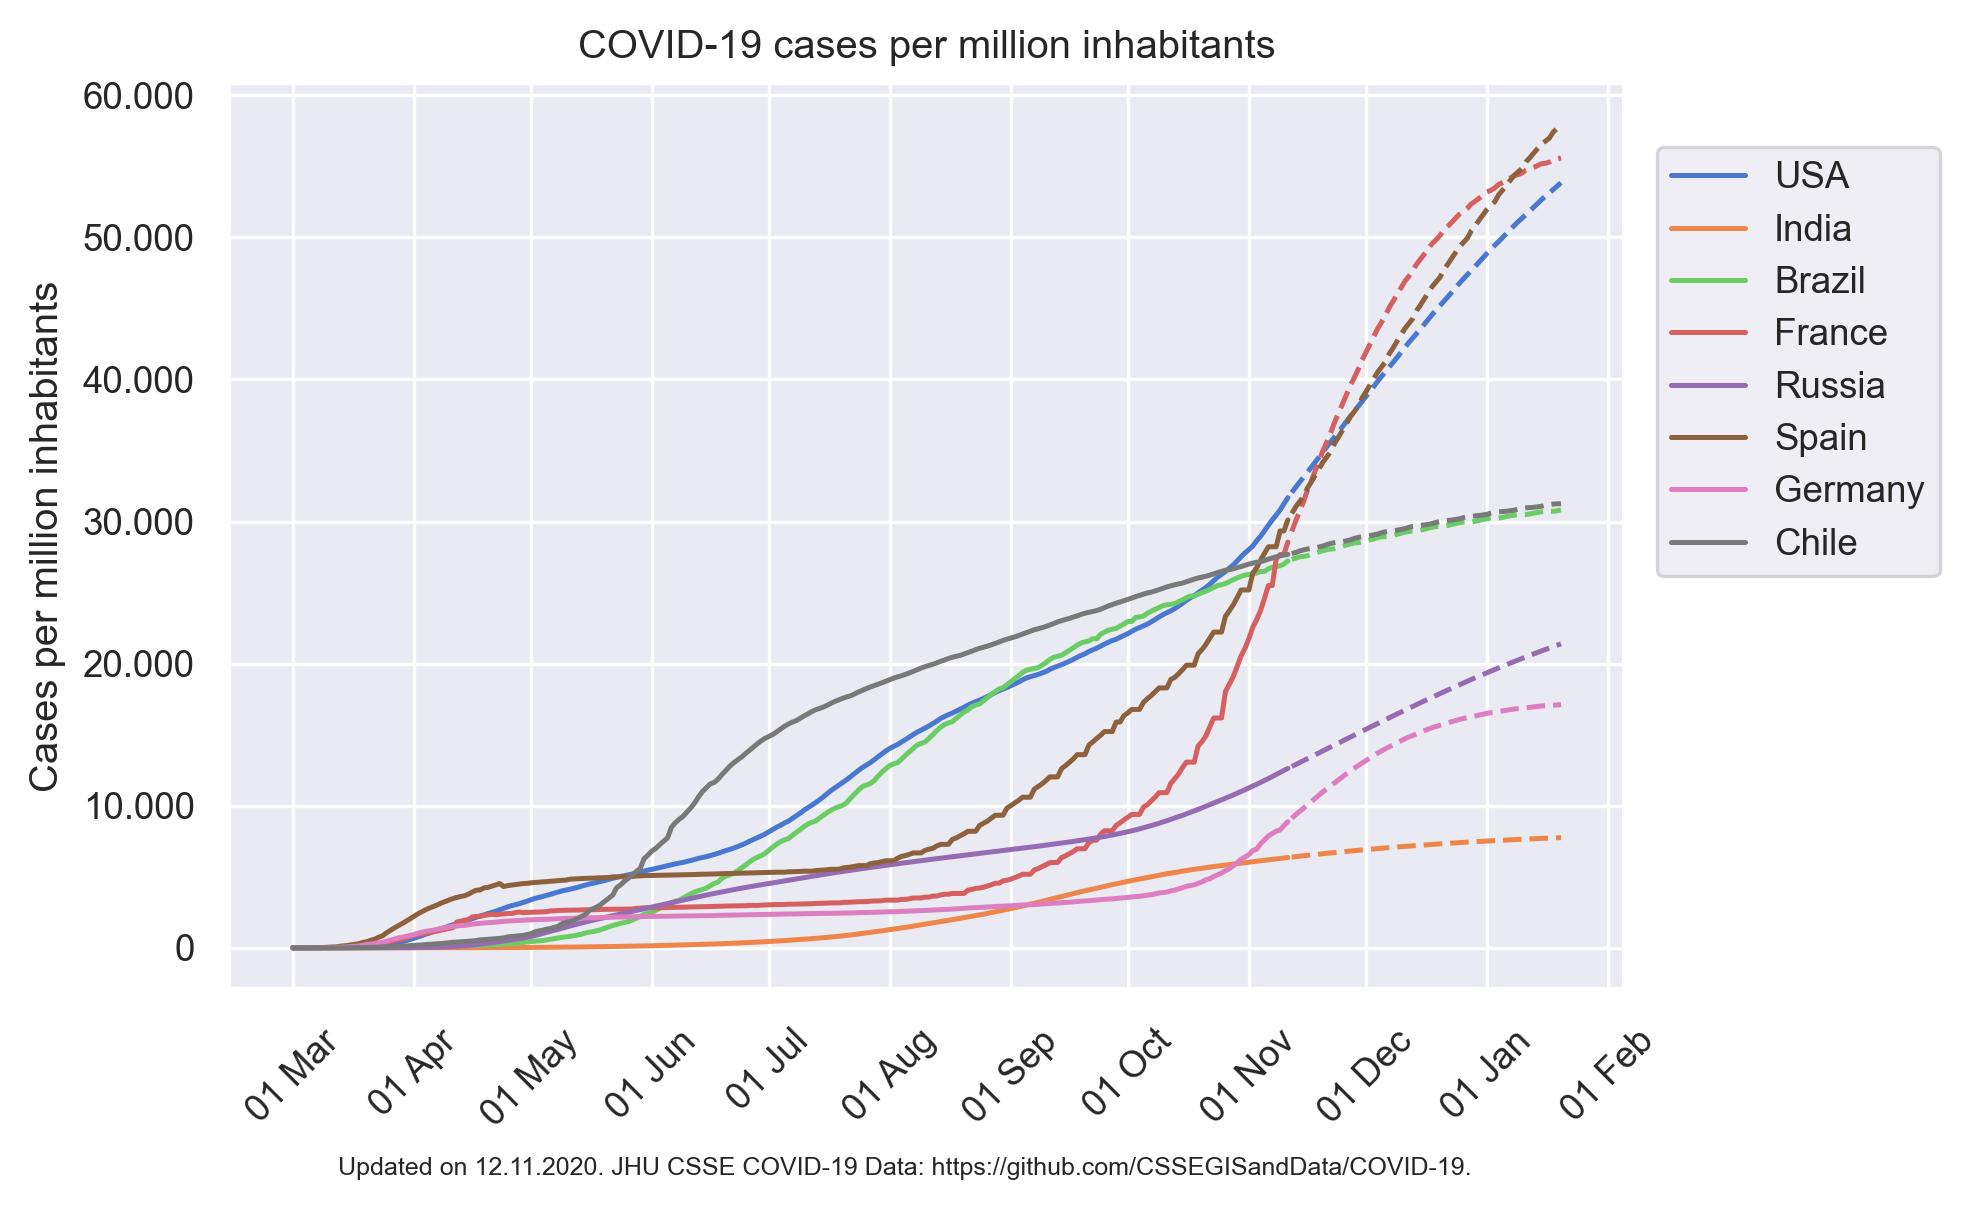 COVID-19 cases per million inhabitants
60.000
50.000
40.000
30.000
20.000
10.000
0
Cases per million inhabitants
USA
India
Brazil
France
Russia
Spain
Germany
Chile
01 Mar
01 Apr
01 May
01 Jun
01 Jul
01 Aug
01 Sep
01 Oct
01 Nov
01 Dec
01 Jan
01 Feb
Updated on 12.11.2020. JHU CSSE COVID-19 Data: https://github.com/CSSEGISandData/COVID-19.